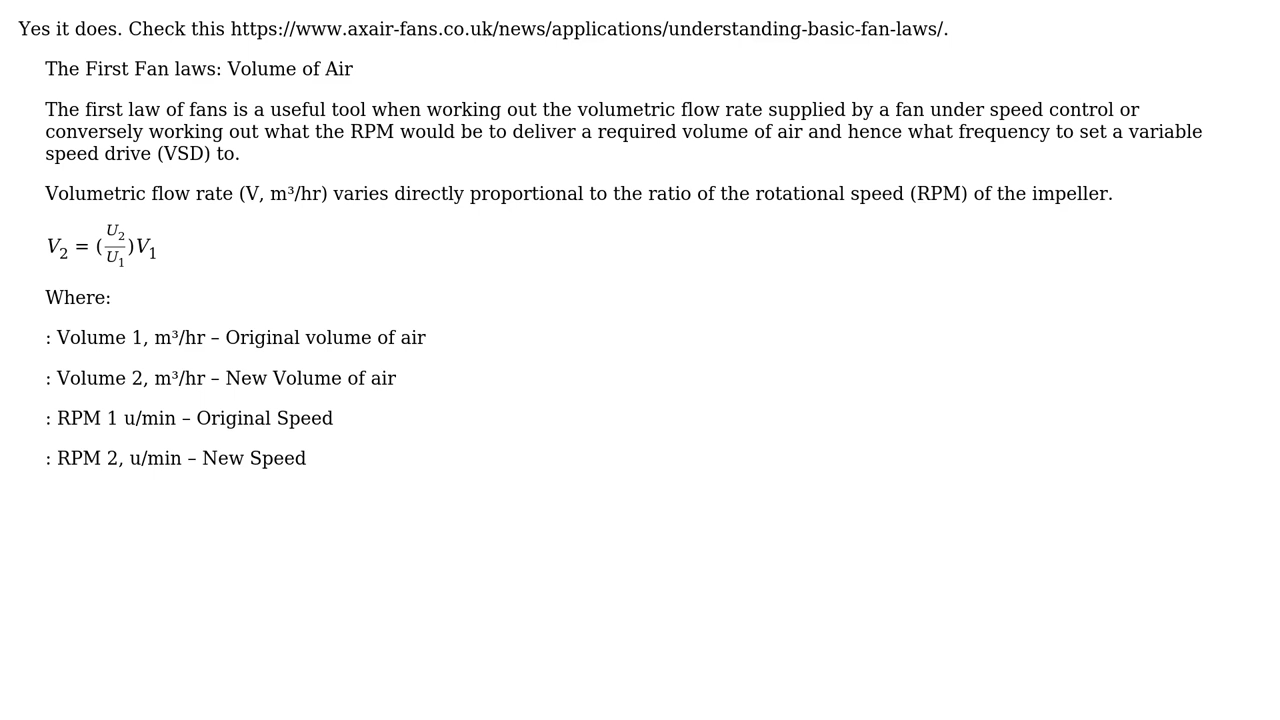 Yes it does. Check this https://www.axair-fans.co.uk/news/applications/understanding-basic-fan-laws/.
The First Fan laws: Volume of Air
The first law of fans is a useful tool when working out the volumetric flow rate supplied by a fan under speed control or
conversely working out what the RPM would be to deliver a required volume of air and hence what frequency to set a variable
speed drive (VSD) to.
Volumetric flow rate (V, m³/hr) varies directly proportional to the ratio of the rotational speed (RPM) of the impeller.
V₂ = (U₂/U₁)V₁
Where:
: Volume 1, m³/hr – Original volume of air
: Volume 2, m³/hr – New Volume of air
: RPM 1 u/min – Original Speed
: RPM 2, u/min – New Speed